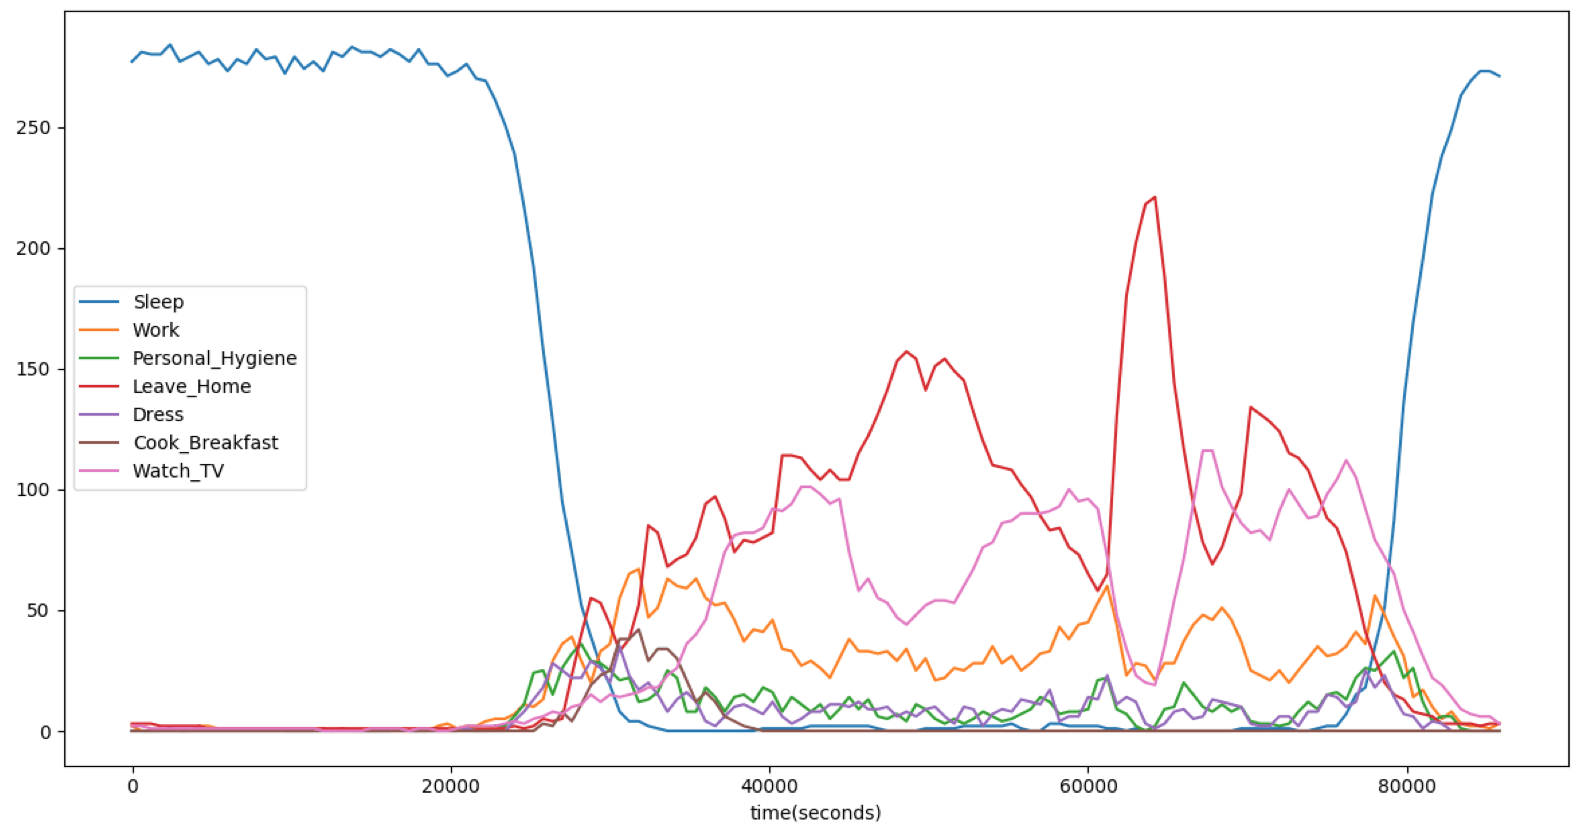 250
200
150
100
50
0
Sleep
Work
Personal_Hygiene
Leave_Home
Dress
Cook_Breakfast
Watch_TV
0 20000 40000 60000 80000
time(seconds)